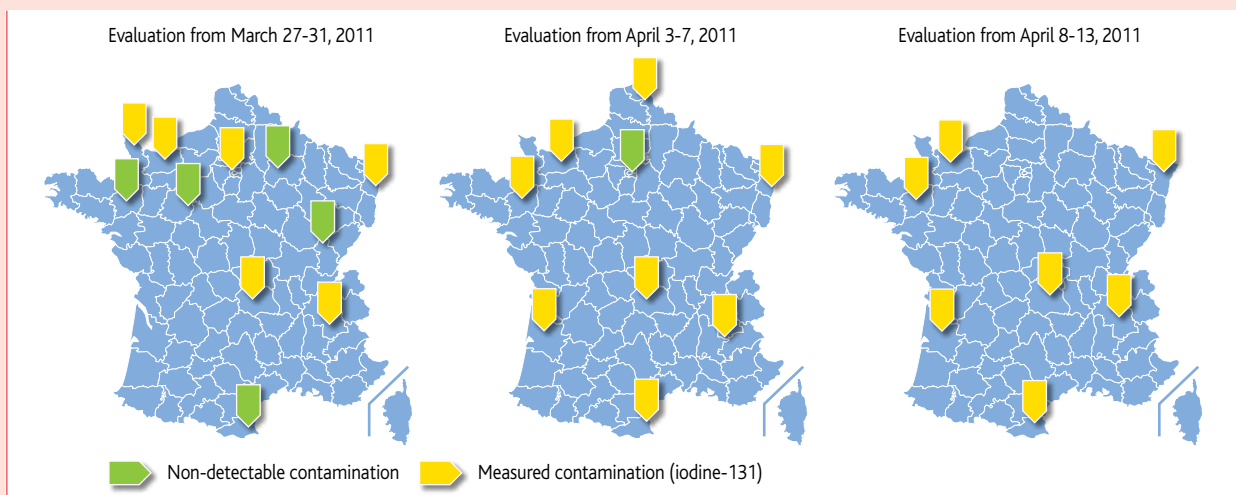 Evaluation from March 27-31, 2011
Evaluation from April 3-7, 2011
Evaluation from April 8-13, 2011
Non-detectable contamination
Measured contamination (iodine-131)